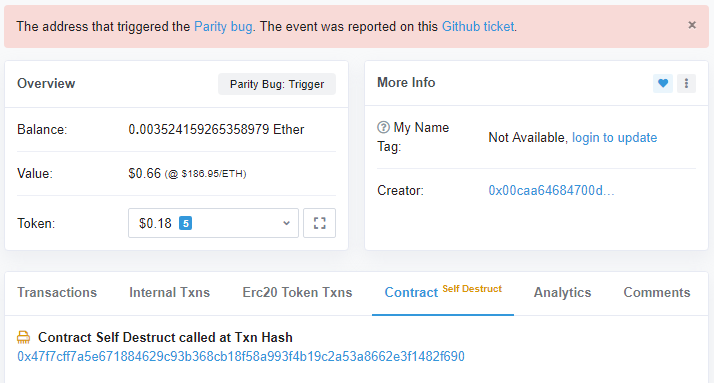 The address that triggered the Parity bug. The event was reported on this Github ticket. ×
Overview
Parity Bug: Trigger
Balance:
0.003524159265358979 Ether
Value:
$0.66 (@ $186.95/ETH)
Token:
$0.18 5
More Info
My Name
Tag:
Not Available, login to update
Creator:
0x00caa64684700d...
Transactions
Internal Txns
Erc20 Token Txns
Contract Self Destruct
Analytics
Comments
Contract Self Destruct called at Txn Hash
0x47f7cff7a5e671884629c93b368cb18f58a993f4b19c2a53a8662e3f1482f690